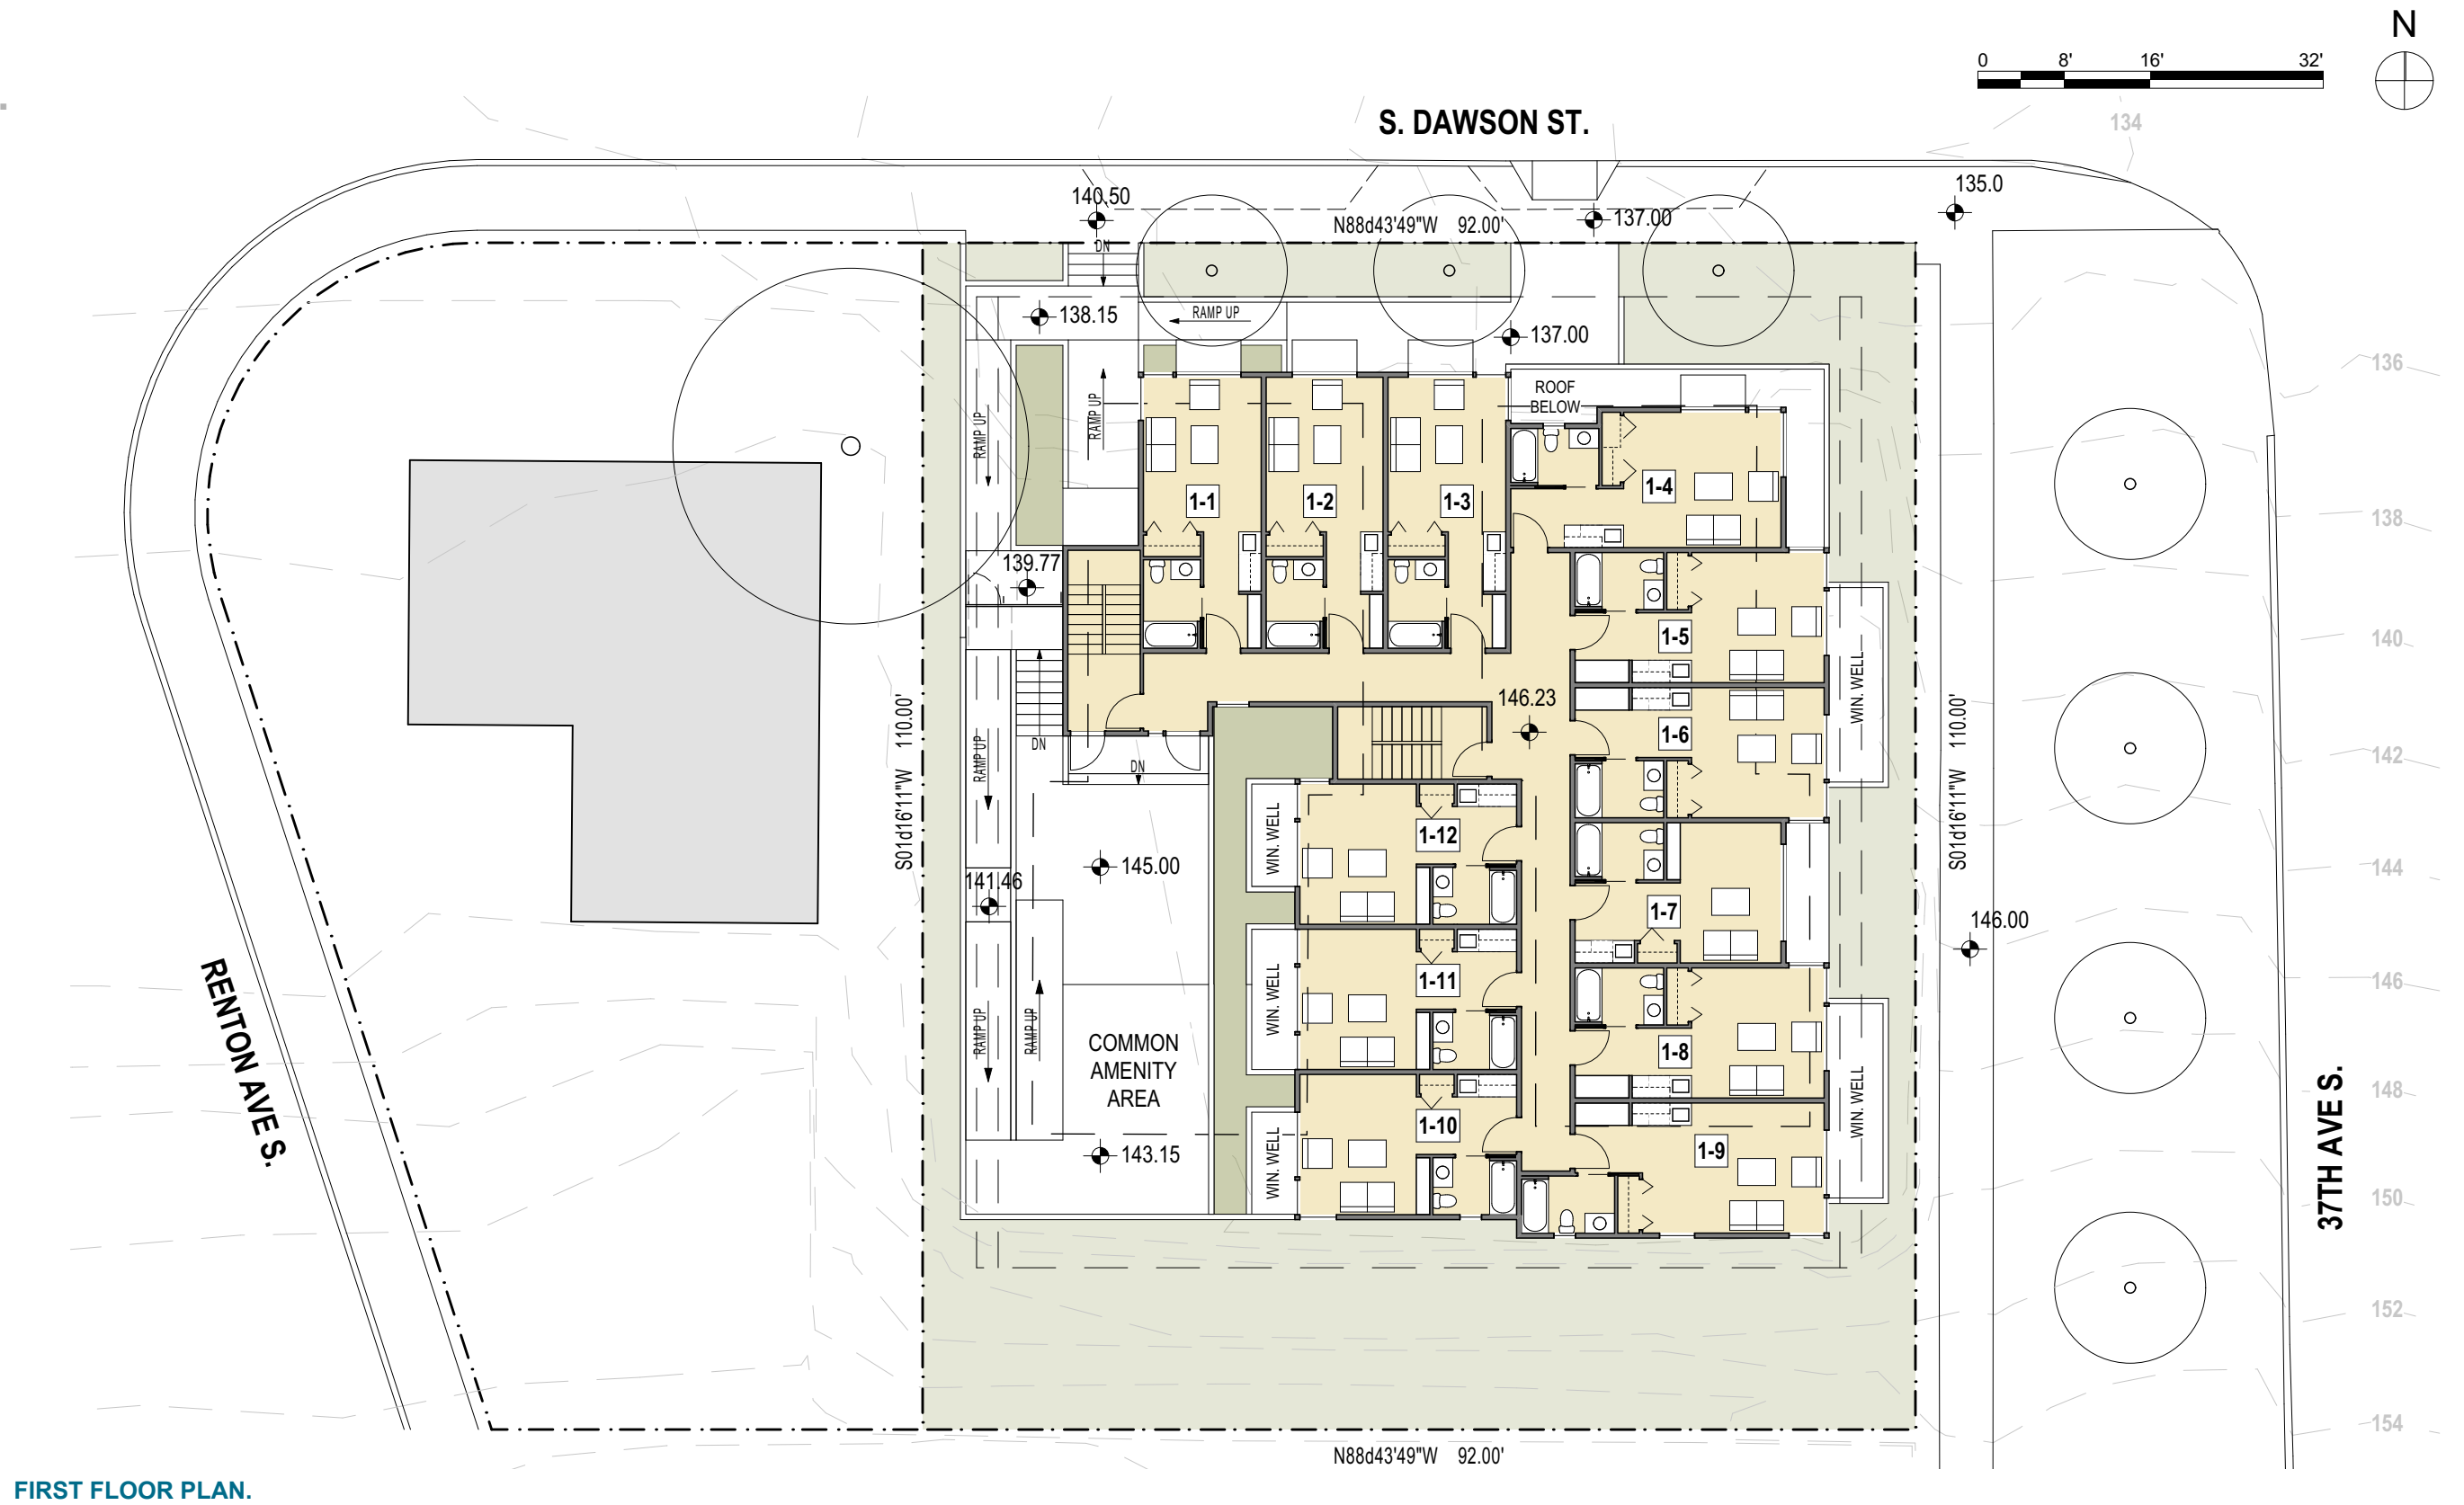 N
0 8' 16' 32'
S. DAWSON ST.
134
135.0
140.50
N88d43'49"W 92.00'
137.00
DN
138.15
RAMP UP
137.00
136
ROOF
BELOW
RAMP UP
RAMP UP
1-1
1-2
1-3
1-4
138
139.77
1-5
140
WIN. WELL
146.23
S01d16'11"W 110.00'
S01d16'11"W 110.00'
1-6
DN
RAMP UP
DN
142
1-12
WIN. WELL
145.00
144
141.46
1-7
146.00
RENTON AVE S.
1-11
WIN. WELL
146
RAMP UP
RAMP UP
COMMON
AMENITY
AREA
1-8
148
1-10
WIN. WELL
143.15
1-9
WIN. WELL
37TH AVE S.
150
152
154
N88d43'49"W 92.00'
FIRST FLOOR PLAN.